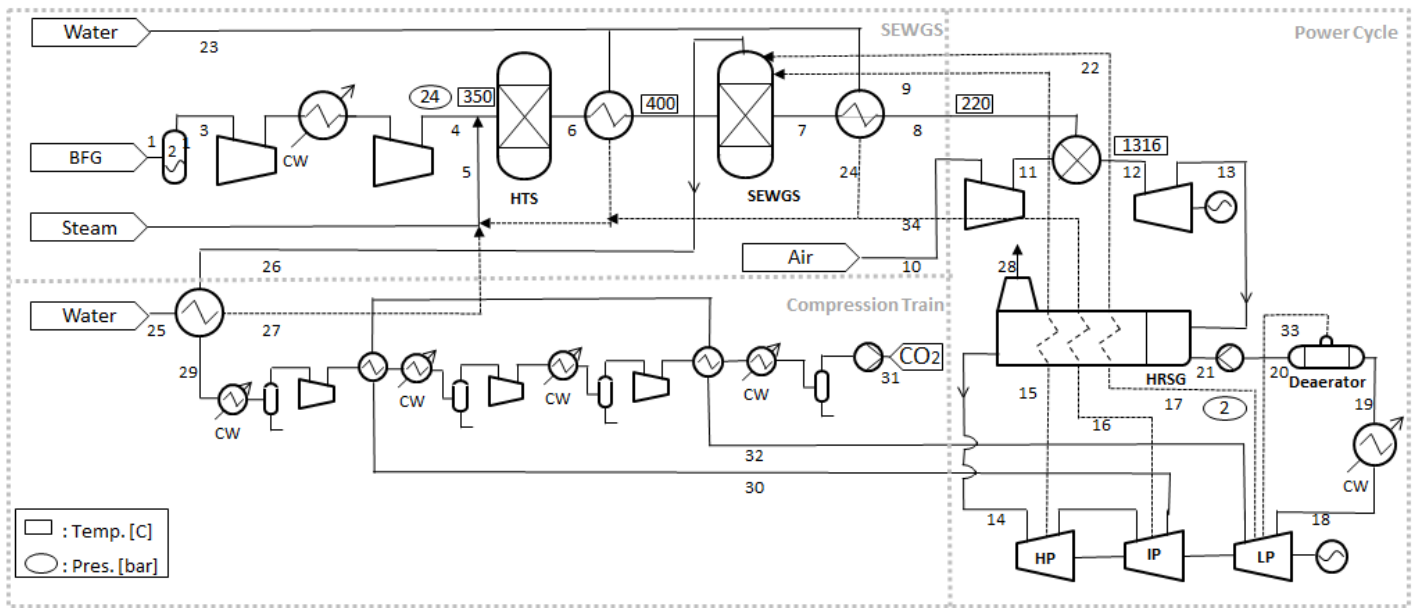 Water
23
SEWGS
Power Cycle
22
24
350
400
9
220
1316
1
3
2
1
4
6
7
8
11
12
13
BFG
CW
5
HTS
SEWGS
24
Steam
34
Air
10
26
28
Water
Compression Train
25
27
33
29
CO2
31
HRSG
21
20
Deaerator
15
17
2
19
CW
CW
CW
CW
16
32
30
CW
14
18
: Temp. [C]
: Pres. [bar]
HP
IP
LP